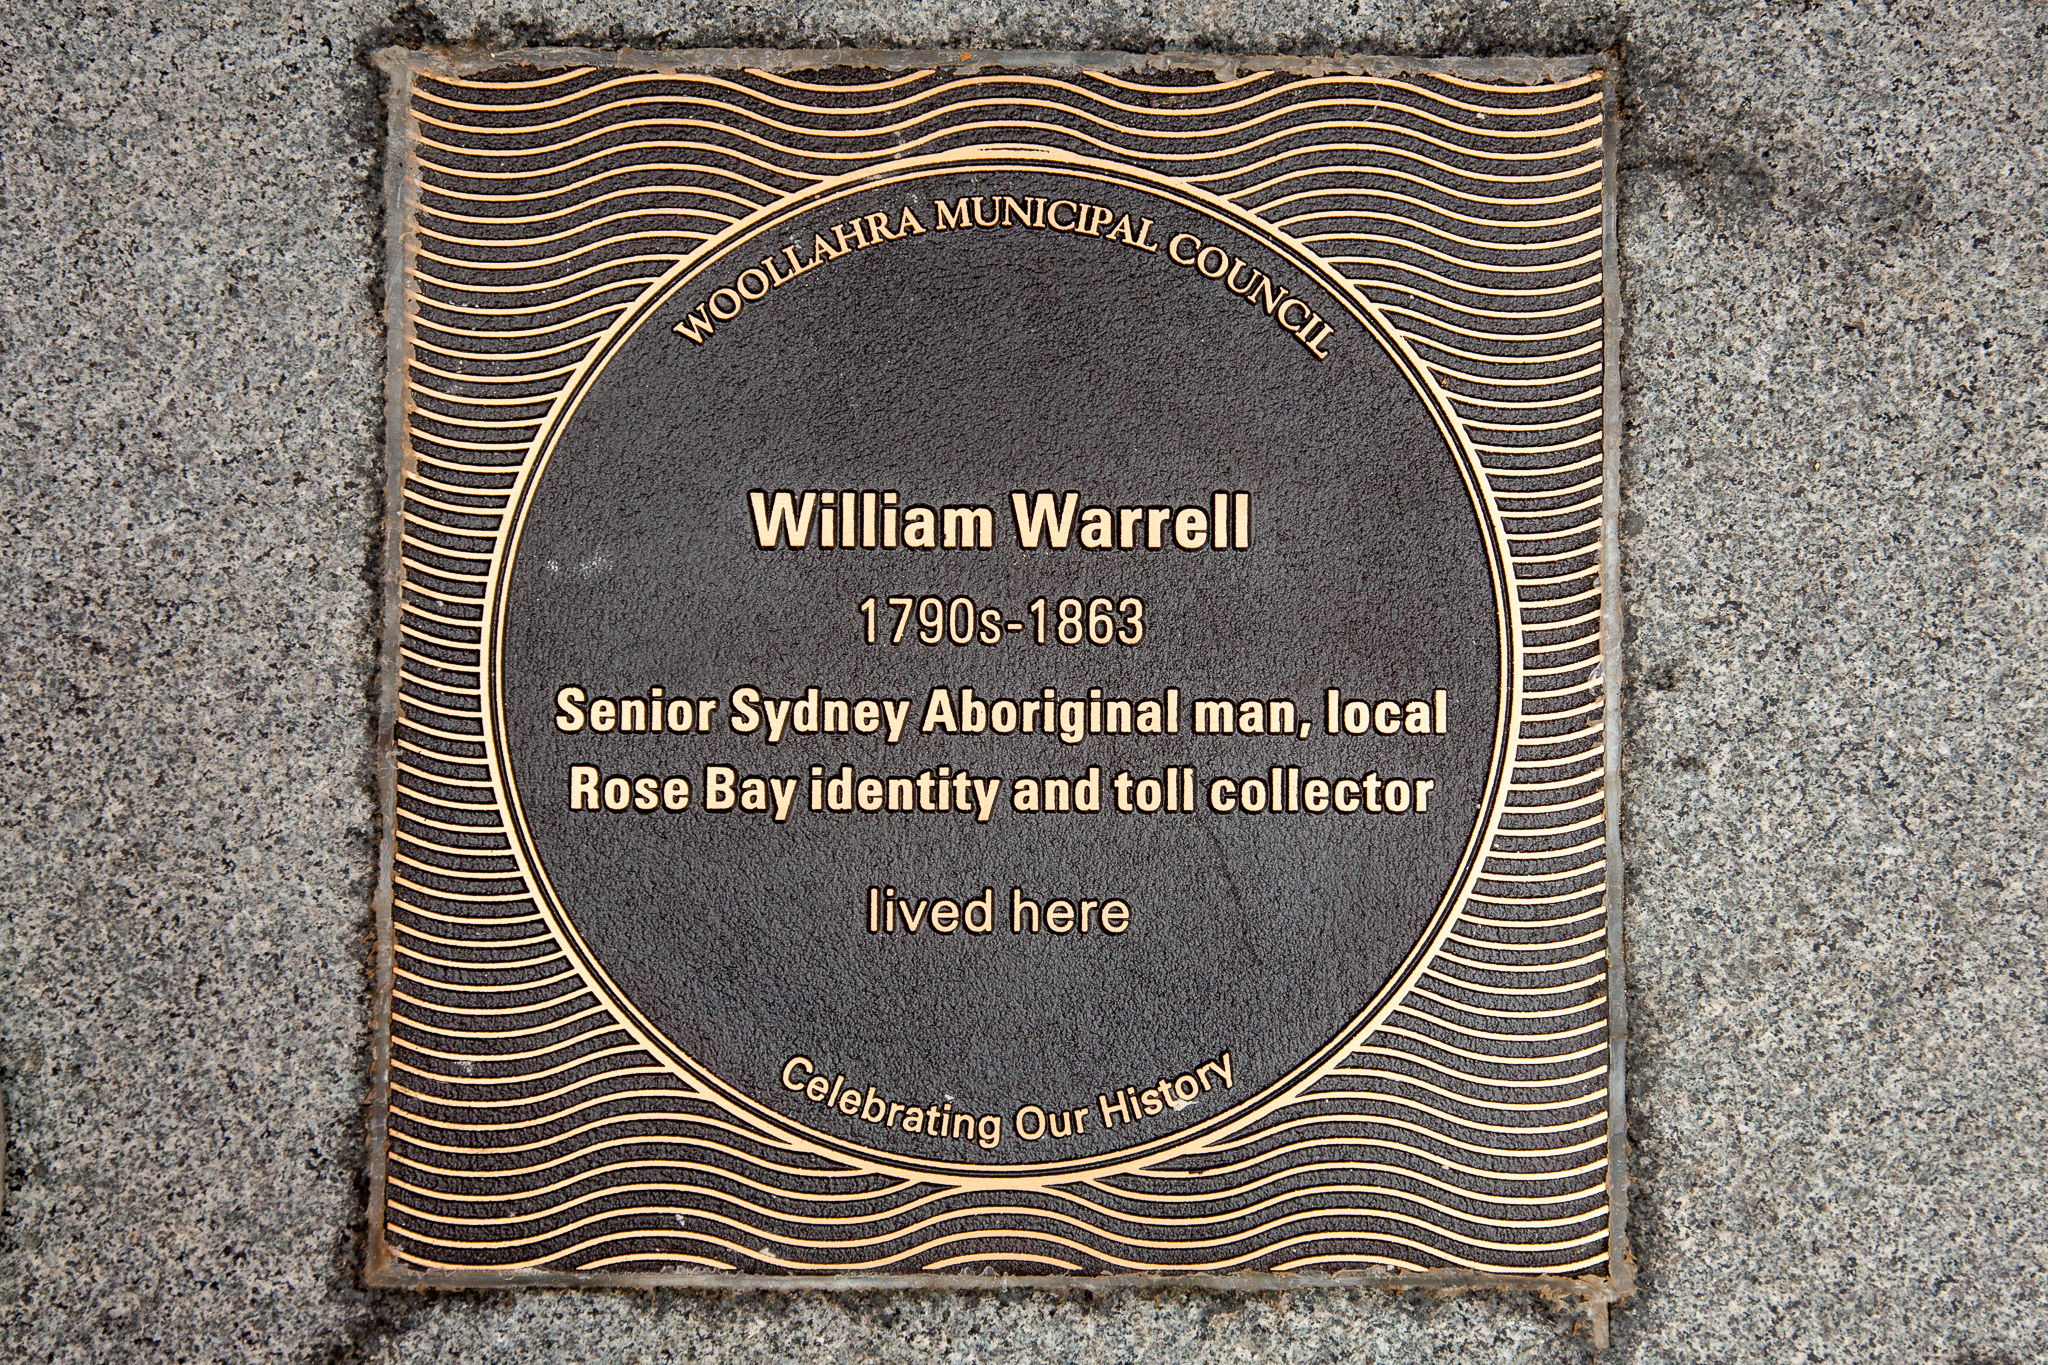 WOOLLAHRA MUNICIPAL COUNCIL
William Warrell
1790s-1863
Senior Sydney Aboriginal man, local
Rose Bay identity and toll collector
lived here
Celebrating Our History